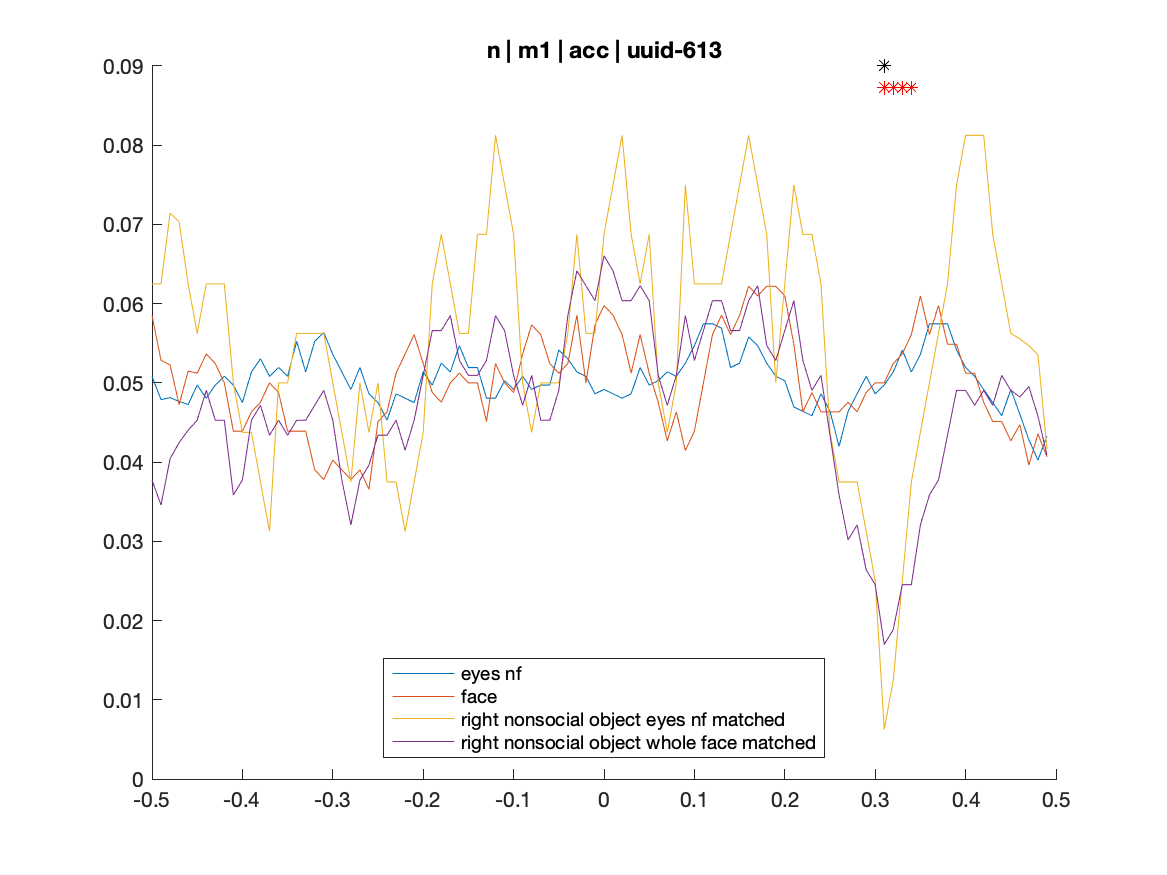 n | m1 | acc | uuid-613
0.09
0.08
0.07
0.06
0.05
0.04
0.03
0.02
0.01
0
eyes nf
face
right nonsocial object eyes nf matched
right nonsocial object whole face matched
-0.5 -0.4 -0.3 -0.2 -0.1 0 0.1 0.2 0.3 0.4 0.5